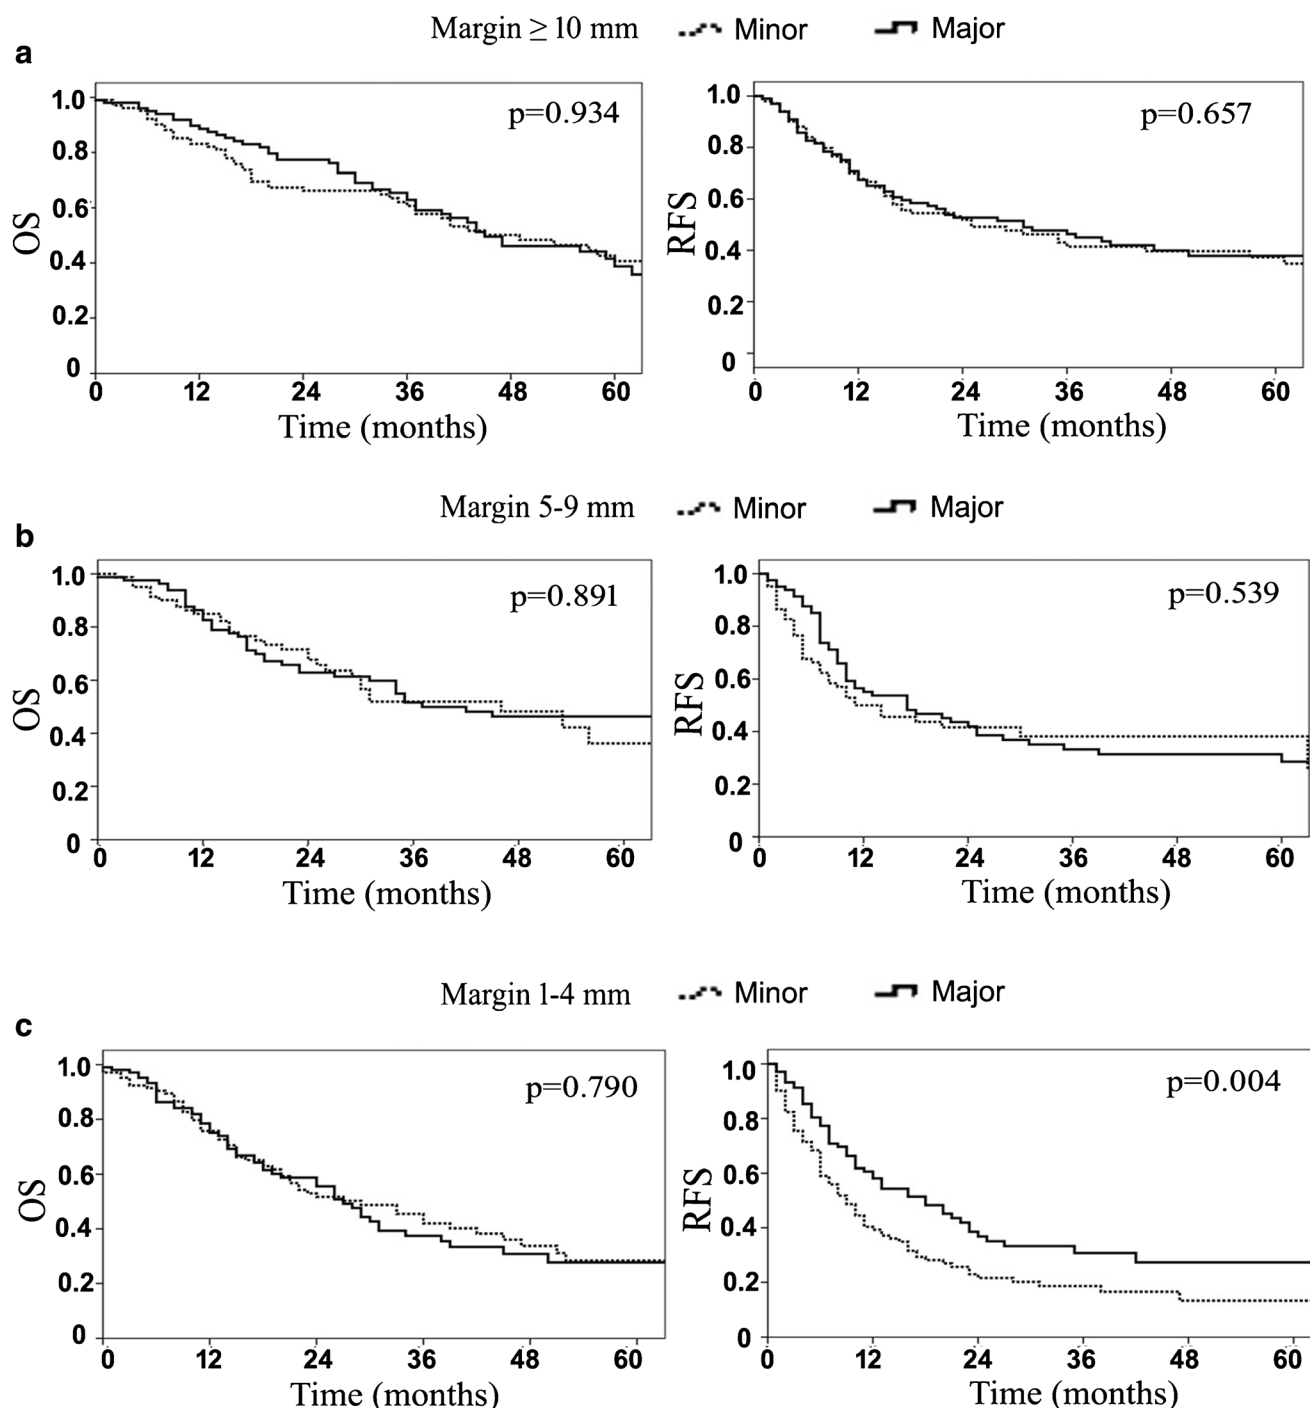 Margin ≥ 10 mm Minor Major
a
OS
1.0
0.8
0.6
0.4
0.2
0
p=0.934
0 12 24 36 48 60
Time (months)
RFS
1.0
0.8
0.6
0.4
0.2
0
p=0.657
0 12 24 36 48 60
Time (months)
Margin 5-9 mm Minor Major
b
OS
1.0
0.8
0.6
0.4
0.2
0
p=0.891
0 12 24 36 48 60
Time (months)
RFS
1.0
0.8
0.6
0.4
0.2
0
p=0.539
0 12 24 36 48 60
Time (months)
Margin 1-4 mm Minor Major
c
OS
1.0
0.8
0.6
0.4
0.2
0
p=0.790
0 12 24 36 48 60
Time (months)
RFS
1.0
0.8
0.6
0.4
0.2
0
p=0.004
0 12 24 36 48 60
Time (months)